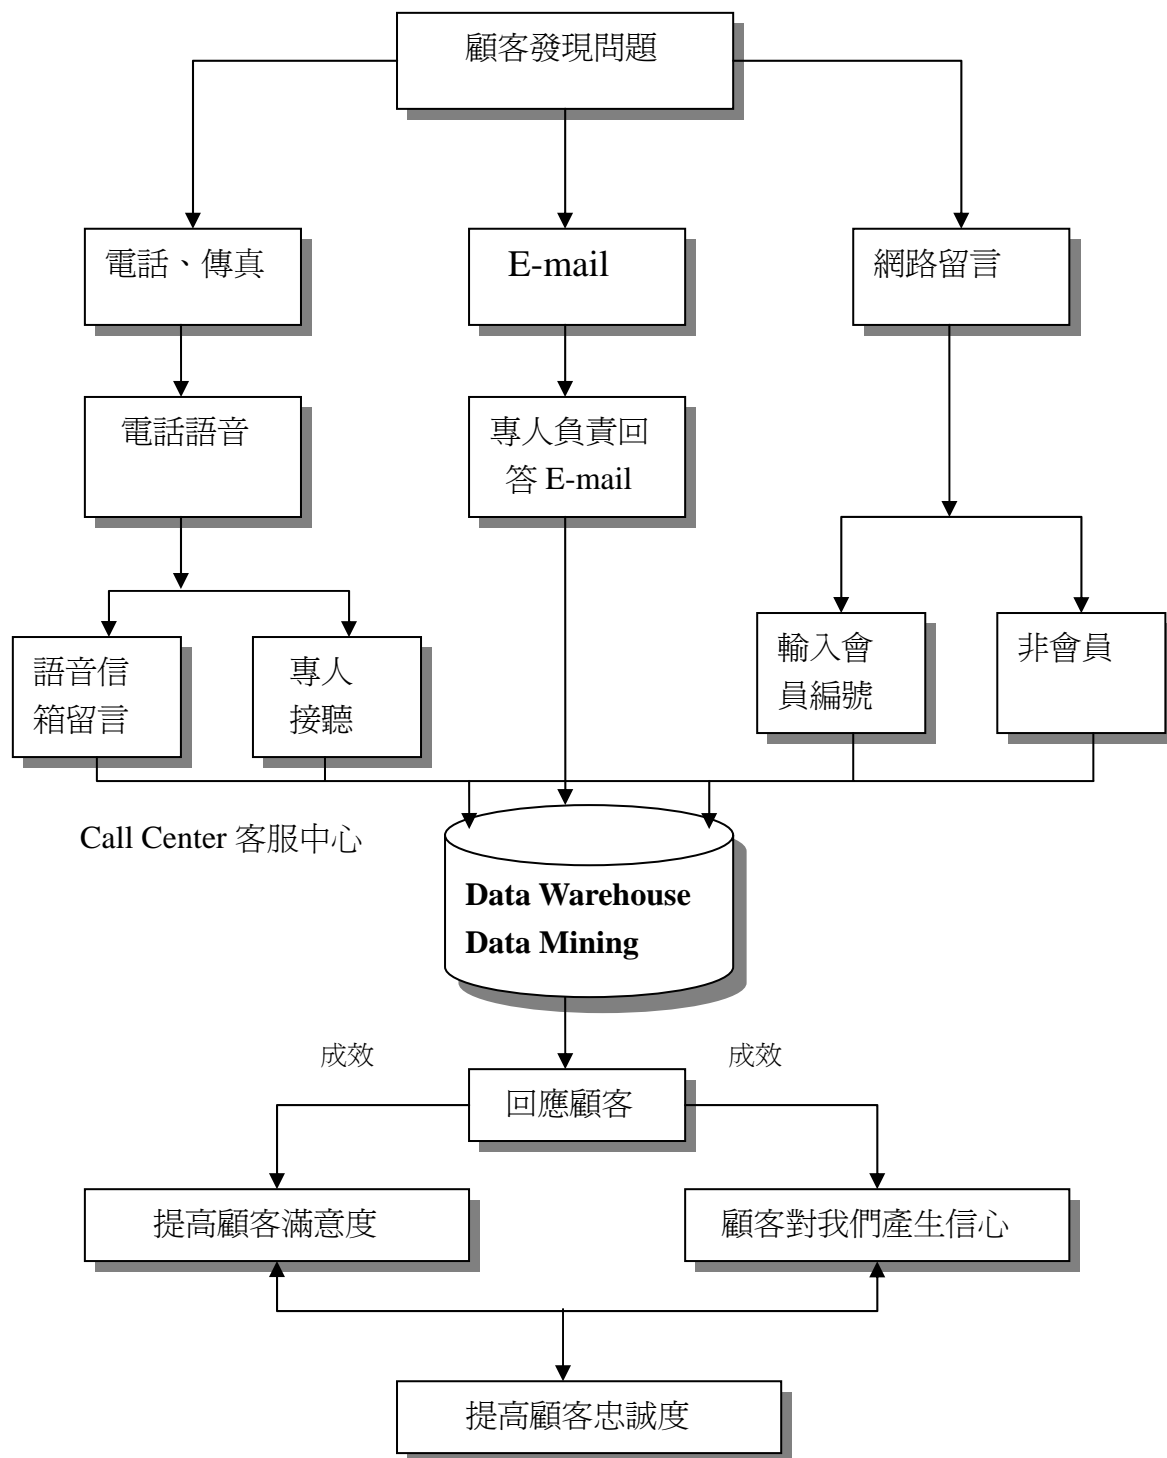 顧客發現問題
電話、傳真
E-mail
網路留言
電話語音
專人負責回
答 E-mail
語音信
箱留言
專人
接聽
輸入會
員編號
非會員
Call Center 客服中心
Data Warehouse
Data Mining
成效
成效
回應顧客
提高顧客滿意度
顧客對我們產生信心
提高顧客忠誠度